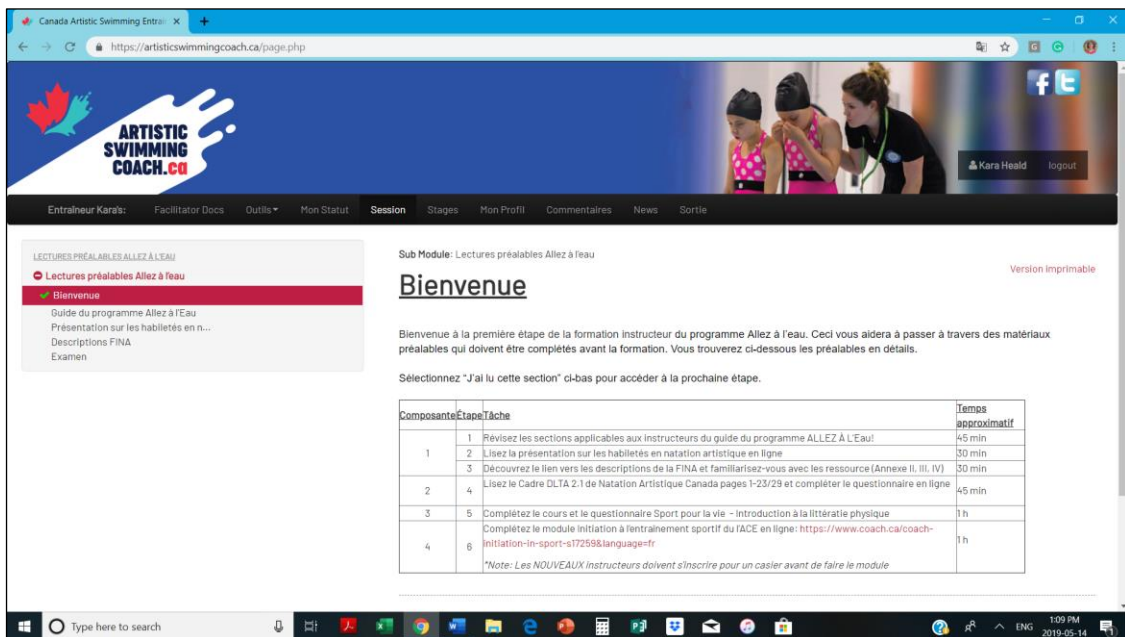 Canada Artistic Swimming Entrai
https://artisticswimmingcoach.ca/page.php
ARTISTIC
SWIMMING
COACH.ca
Kara Heald logout
Entraîneur Kara's: Facilitator Docs Outils Mon Statut Session Stages Mon Profil Commentaires News Sortie
LECTURES PRÉALABLES ALLEZ À L'EAU
Lectures préalables Allez à l'eau
Bienvenue
Guide du programme Allez à l'Eau
Présentation sur les habiletés en n...
Descriptions FINA
Examen
Sub Module: Lectures préalables Allez à l'eau
Version imprimable
Bienvenue
Bienvenue à la première étape de la formation instructeur du programme Allez à l'eau. Ceci vous aidera à passer à travers des matériaux
préalables qui doivent être complétés avant la formation. Vous trouverez ci-dessous les préalables en détails.
Sélectionnez "J'ai lu cette section" ci-bas pour accéder à la prochaine étape.
Composante Étape Tâche Temps
approximatif
1 1 Révisez les sections applicables aux instructeurs du guide du programme ALLEZ À L'Eau! 45 min
2 Lisez la présentation sur les habiletés en natation artistique en ligne 30 min
3 Découvrez le lien vers les descriptions de la FINA et familiarisez-vous avec les ressource (Annexe II, III, IV) 30 min
2 4 Lisez le Cadre DLTA 2.1 de Natation Artistique Canada pages 1-23/29 et compléter le questionnaire en ligne 45 min
3 5 Complétez le cours et le questionnaire Sport pour la vie - Introduction à la littératie physique 1 h
4 6 Complétez le module Initiation à l'entraînement sportif du l'ACE en ligne: https://www.coach.ca/coach-
initiation-in-sport-s17259&language=fr 1 h
*Note: Les NOUVEAUX instructeurs doivent s'inscrire pour un casier avant de faire le module
Type here to search
ENG
1:09 PM
2019-05-14